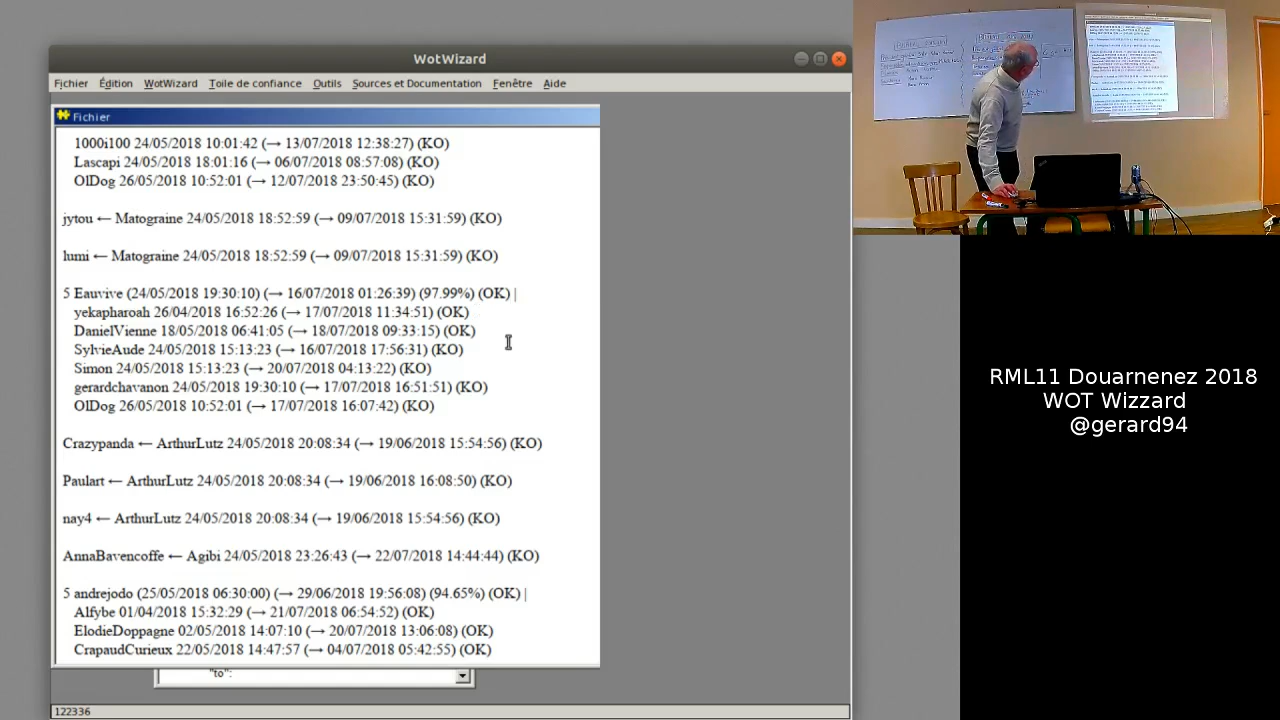 WotWizard
Fichier Édition WotWizard Toile de confiance Outils Sources + Documentation Fenêtre Aide
Fichier
1000i100 24/05/2018 10:01:42 (→ 13/07/2018 12:38:27) (KO)
Lascapi 24/05/2018 18:01:16 (→ 06/07/2018 08:57:08) (KO)
OlDog 26/05/2018 10:52:01 (→ 12/07/2018 23:50:45) (KO)
jytou ← Matograine 24/05/2018 18:52:59 (→ 09/07/2018 15:31:59) (KO)
lumi ← Matograine 24/05/2018 18:52:59 (→ 09/07/2018 15:31:59) (KO)
5 Eauvive (24/05/2018 19:30:10) (→ 16/07/2018 01:26:39) (97.99%) (OK) |
yekapharoah 26/04/2018 16:52:26 (→ 17/07/2018 11:34:51) (OK)
DanielVienne 18/05/2018 06:41:05 (→ 18/07/2018 09:33:15) (OK)
SylvieAude 24/05/2018 15:13:23 (→ 16/07/2018 17:56:31) (KO)
Simon 24/05/2018 15:13:23 (→ 20/07/2018 04:13:22) (KO)
gerardchavanon 24/05/2018 19:30:10 (→ 17/07/2018 16:51:51) (KO)
OlDog 26/05/2018 10:52:01 (→ 17/07/2018 16:07:42) (KO)
Crazypanda ← ArthurLutz 24/05/2018 20:08:34 (→ 19/06/2018 15:54:56) (KO)
Paulart ← ArthurLutz 24/05/2018 20:08:34 (→ 19/06/2018 16:08:50) (KO)
nay4 ← ArthurLutz 24/05/2018 20:08:34 (→ 19/06/2018 15:54:56) (KO)
AnnaBavencoffe ← Agibi 24/05/2018 23:26:43 (→ 22/07/2018 14:44:44) (KO)
5 andrejodo (25/05/2018 06:30:00) (→ 29/06/2018 19:56:08) (94.65%) (OK) |
Alfybe 01/04/2018 15:32:29 (→ 21/07/2018 06:54:52) (OK)
ElodieDoppagne 02/05/2018 14:07:10 (→ 20/07/2018 13:06:08) (OK)
CrapaudCurieux 22/05/2018 14:47:57 (→ 04/07/2018 05:42:55) (OK)
"to":
122336
RML11 Douarnenez 2018
WOT Wizzard
@gerard94